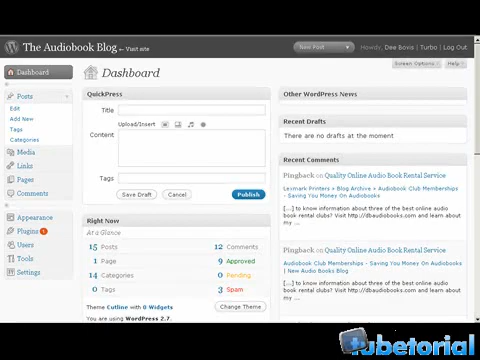 The Audiobook Blog ← Visit site
New Post
Howdy, Dee Bovis | Turbo | Log Out
Screen Options
Help
Dashboard
Posts
Edit
Add New
Tags
Categories
Media
Links
Pages
Comments
Appearance
Plugins 1
Users
Tools
Settings
Dashboard
QuickPress
Title
Upload/Insert
Content
Tags
Save Draft
Cancel
Publish
Right Now
At a Glance
15 Posts
12 Comments
1 Page
9 Approved
14 Categories
0 Pending
0 Tags
3 Spam
Theme Cutline with 0 Widgets
Change Theme
You are using WordPress 2.7.
Other WordPress News
Recent Drafts
There are no drafts at the moment
Recent Comments
Pingback on Quality Online Audio Book Rental Service
Lexmark Printers » Blog Archive » Audiobook Club Memberships
- Saving You Money On Audiobooks
[...] to know information about three of the best online audio
book rental clubs? Visit http://dbaudiobooks.com and learn about
my ...
Pingback on Quality Online Audio Book Rental Service
Audiobook Club Memberships - Saving You Money On Audiobooks
| New Audio Books Blog
[...] to know information about three of the best online audio
book rental clubs? Visit http://dbaudiobooks.com and learn about
my ...
tubetorial